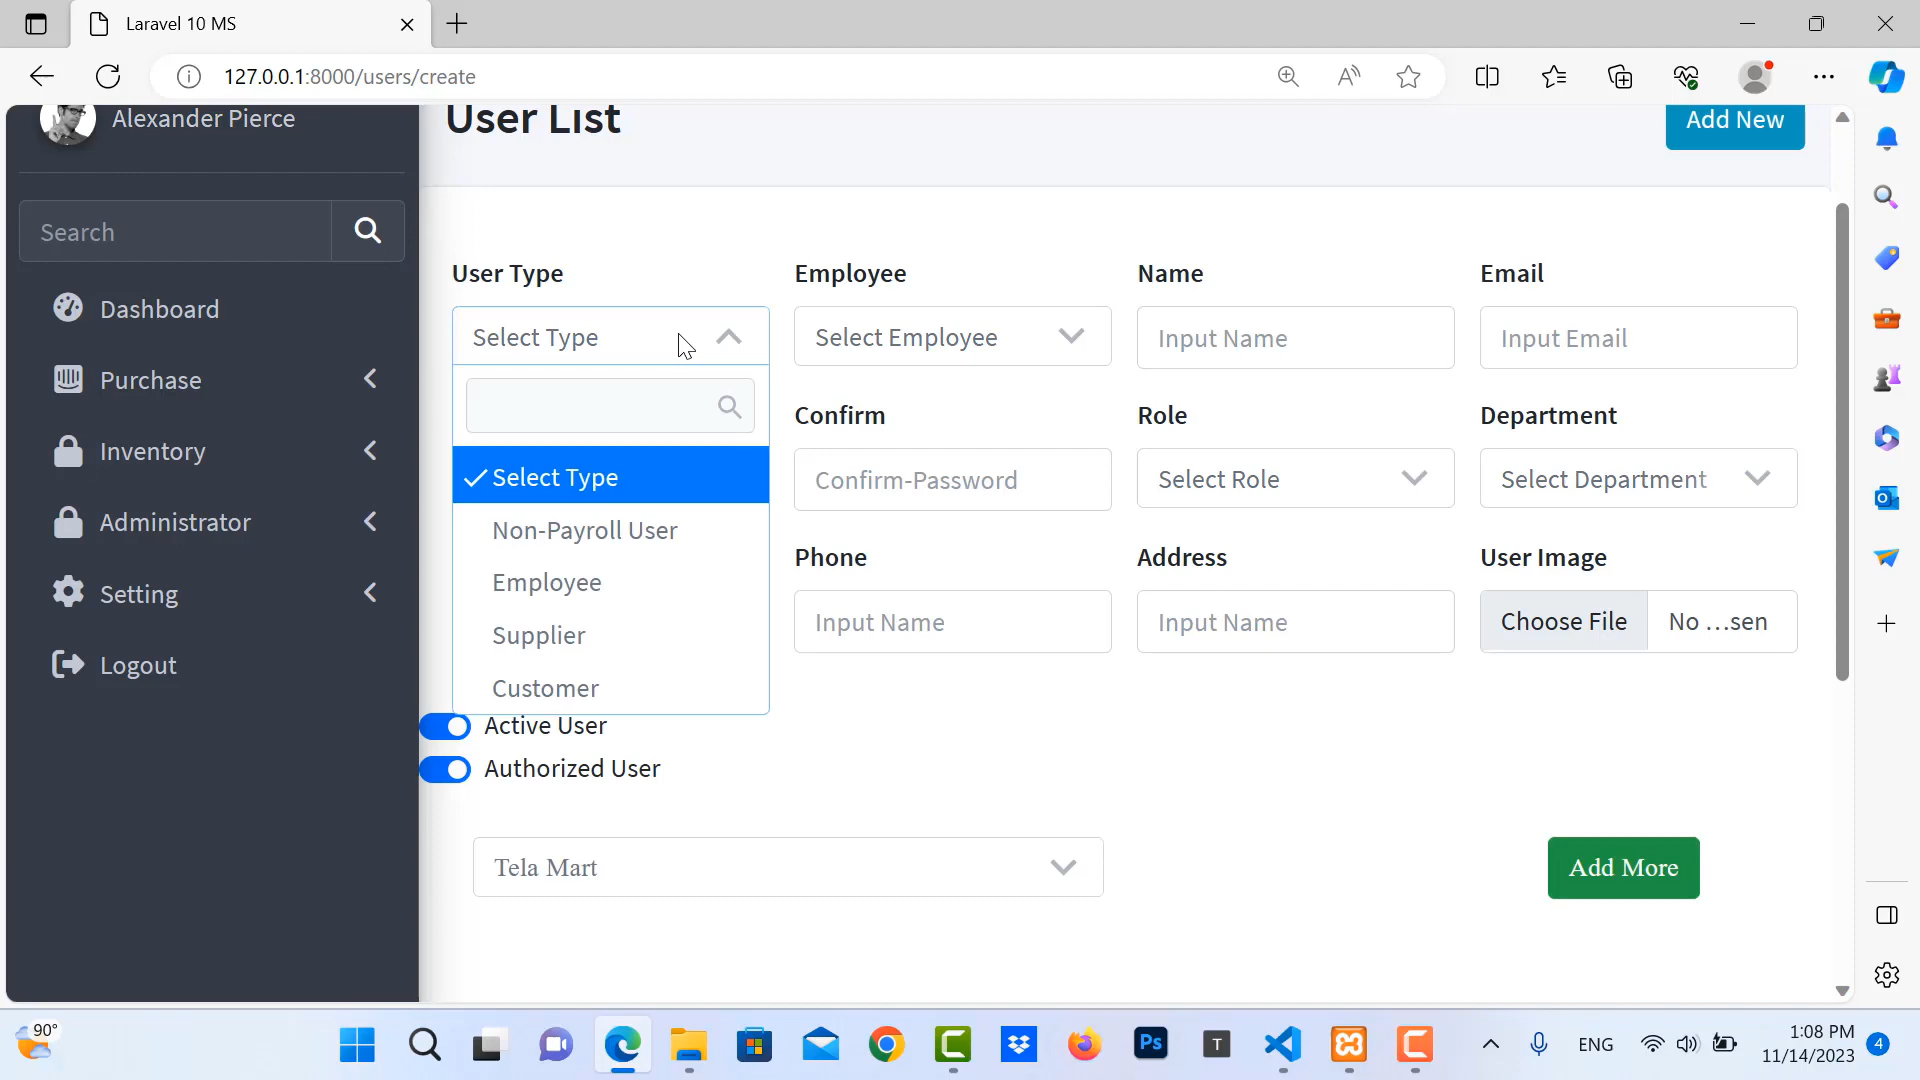 Laravel 10 MS
127.0.0.1:8000/users/create
Alexander Pierce
User List
Add New
Search
Dashboard
Purchase
Inventory
Administrator
Setting
Logout
User Type
Employee
Name
Email
Select Type
Select Employee
Input Name
Input Email
Select Type
Non-Payroll User
Employee
Supplier
Customer
Confirm
Role
Department
Confirm-Password
Select Role
Select Department
Phone
Address
User Image
Input Name
Input Name
Choose File
No ...sen
Active User
Authorized User
Tela Mart
Add More
90°
Ps
T
ENG
1:08 PM
11/14/2023
4